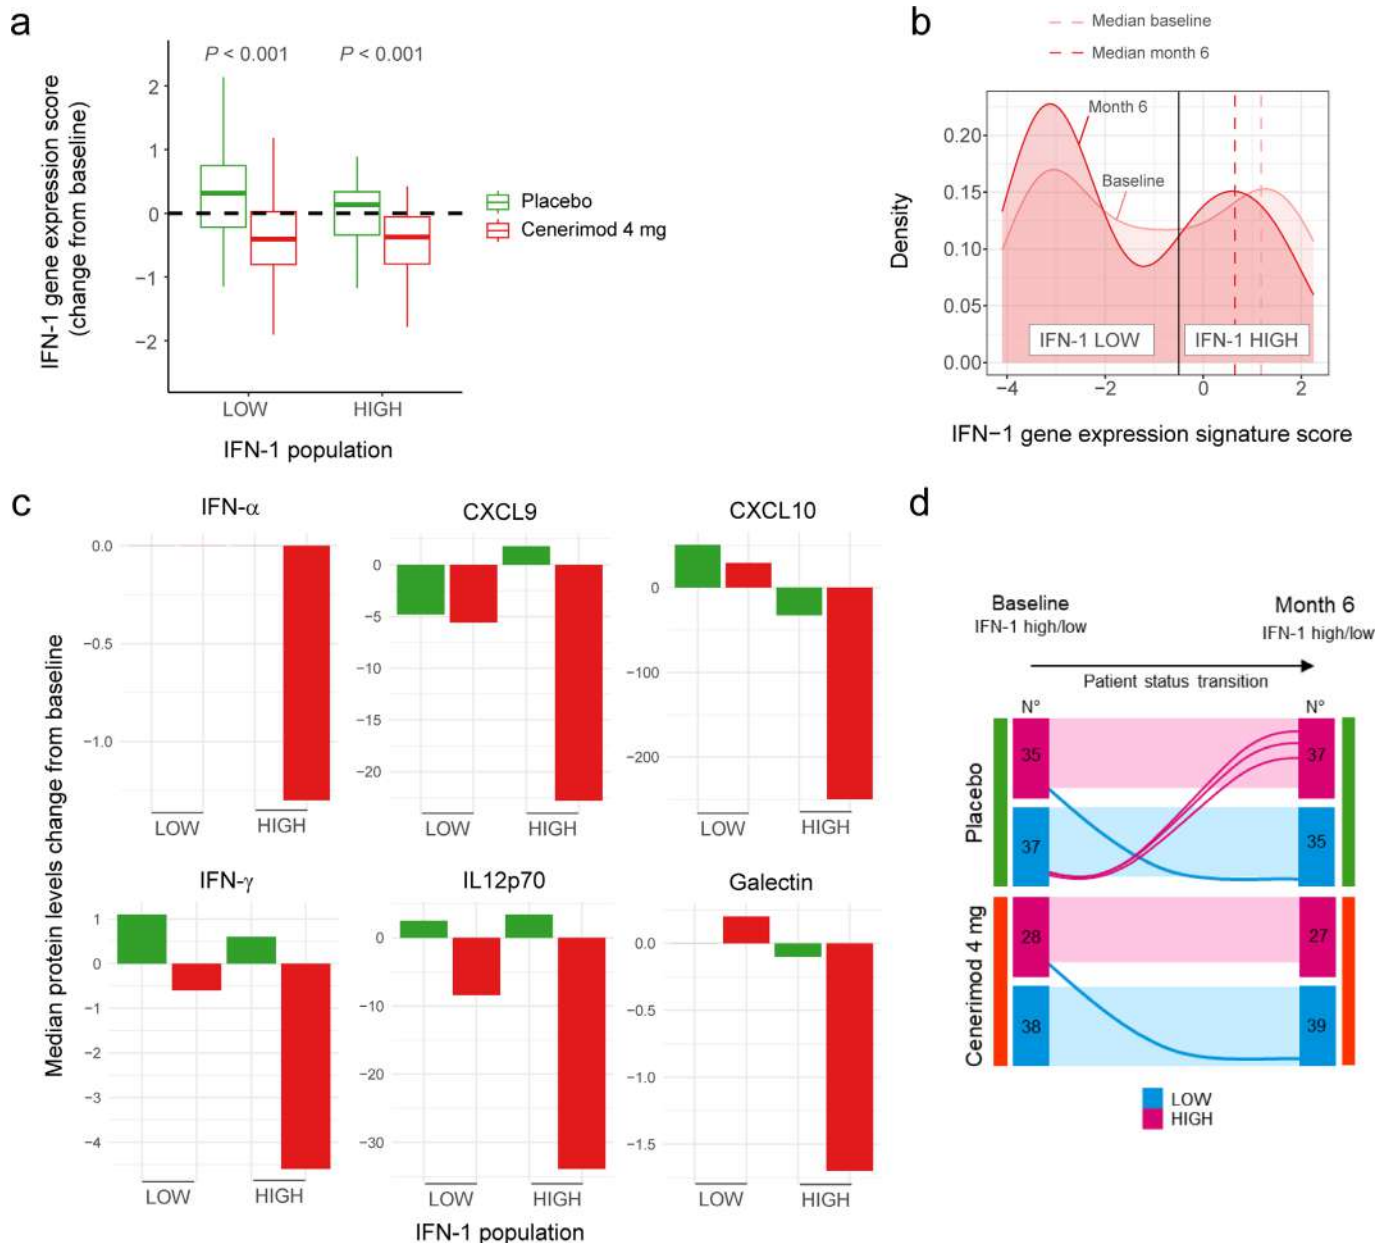 a
P < 0.001
P < 0.001
IFN-1 gene expression score
(change from baseline)
2
1
0
−1
−2
LOW
HIGH
IFN-1 population
Placebo
Cenerimod 4 mg
b
Median baseline
Median month 6
Month 6
Baseline
Density
0.20
0.15
0.10
0.05
0.00
IFN-1 LOW
IFN-1 HIGH
−4
−2
0
2
IFN−1 gene expression signature score
c
Median protein levels change from baseline
IFN-α
0.0
−0.5
−1.0
LOW
HIGH
CXCL9
0
−5
−10
−15
−20
LOW
HIGH
CXCL10
0
−100
−200
LOW
HIGH
IFN-γ
1
0
−1
−2
−3
−4
LOW
HIGH
IL12p70
0
−10
−20
−30
LOW
HIGH
Galectin
0.0
−0.5
−1.0
−1.5
LOW
HIGH
IFN-1 population
d
Baseline
IFN-1 high/low
Month 6
IFN-1 high/low
Patient status transition
N°
N°
Placebo
35
37
37
35
Cenerimod 4 mg
28
27
38
39
LOW
HIGH